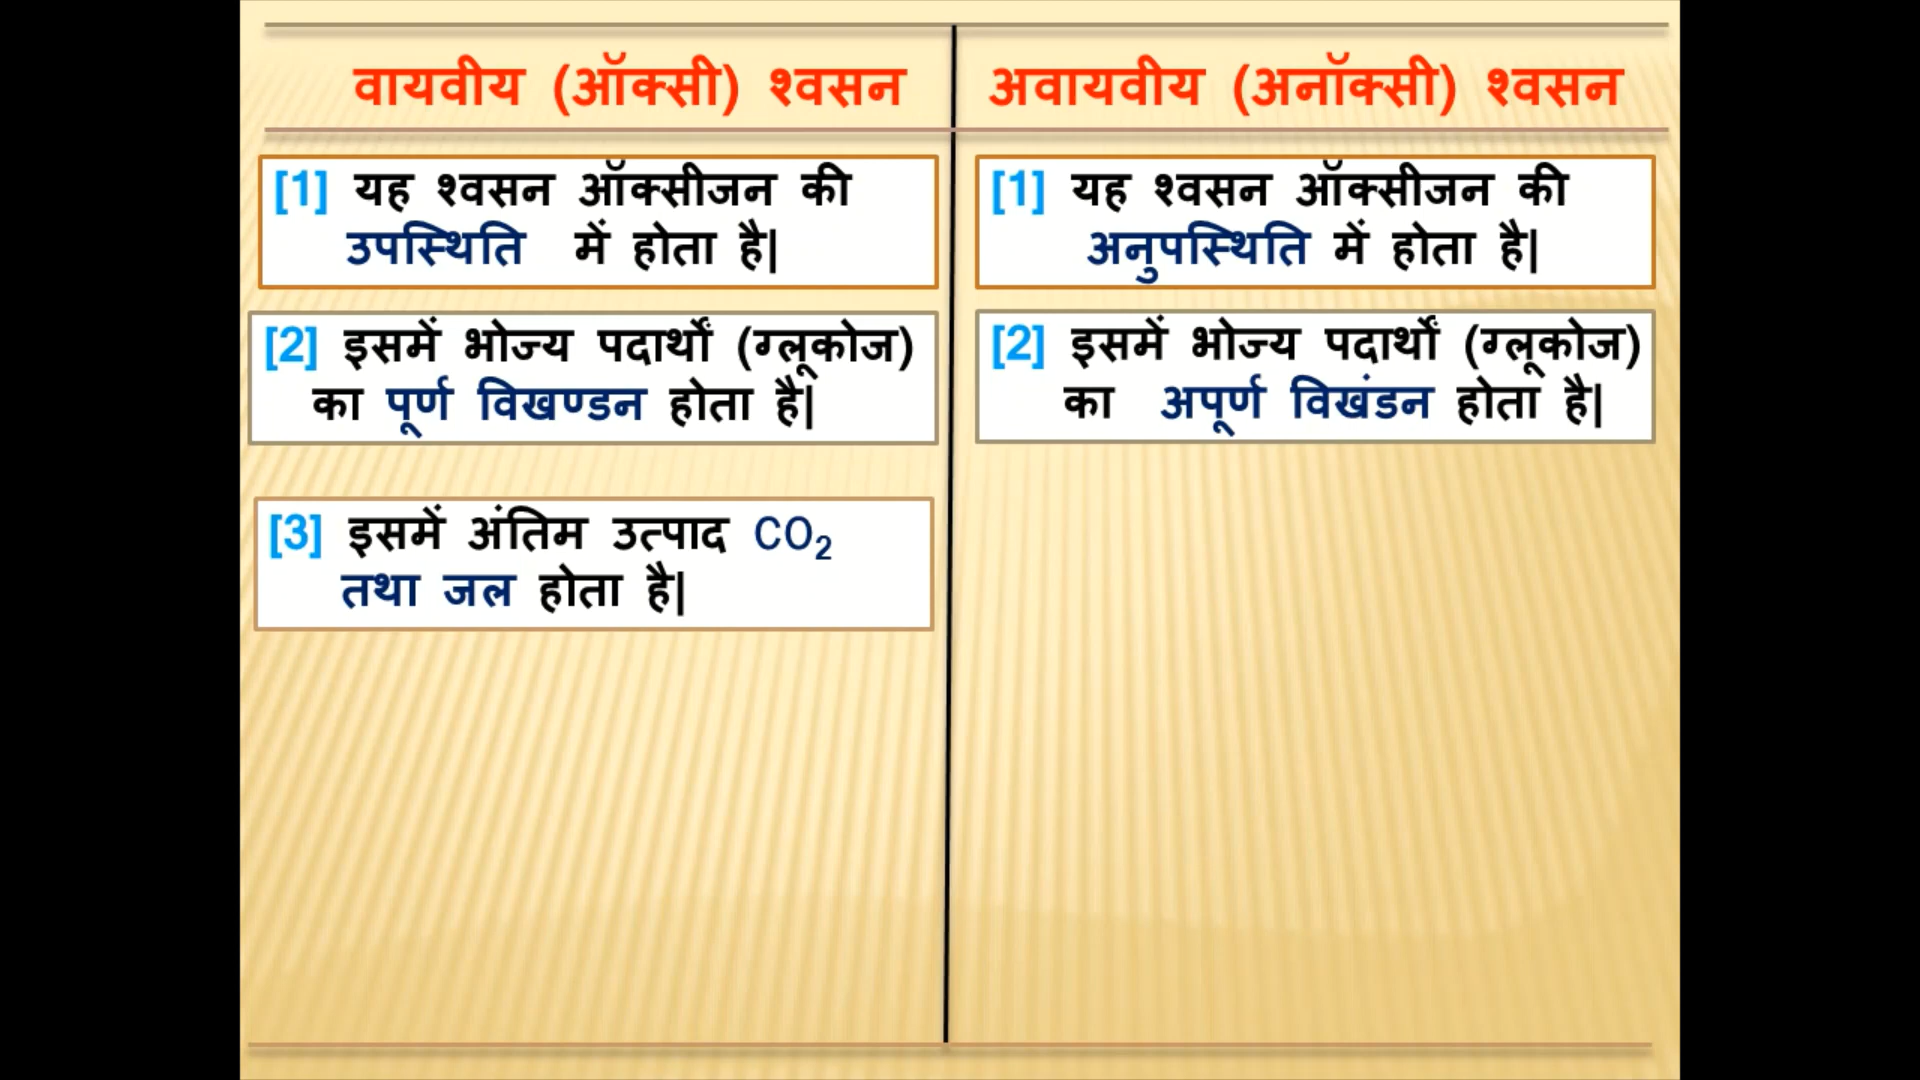 वायवीय (ऑक्सी) श्वसन
अवायवीय (अनॉक्सी) श्वसन
[1] यह श्वसन ऑक्सीजन की
उपस्थिति में होता है|
[1] यह श्वसन ऑक्सीजन की
अनुपस्थिति में होता है|
[2] इसमें भोज्य पदार्थों (ग्लूकोज)
का पूर्ण विखण्डन होता है|
[2] इसमें भोज्य पदार्थों (ग्लूकोज)
का अपूर्ण विखंडन होता है|
[3] इसमें अंतिम उत्पाद CO₂
तथा जल होता है|